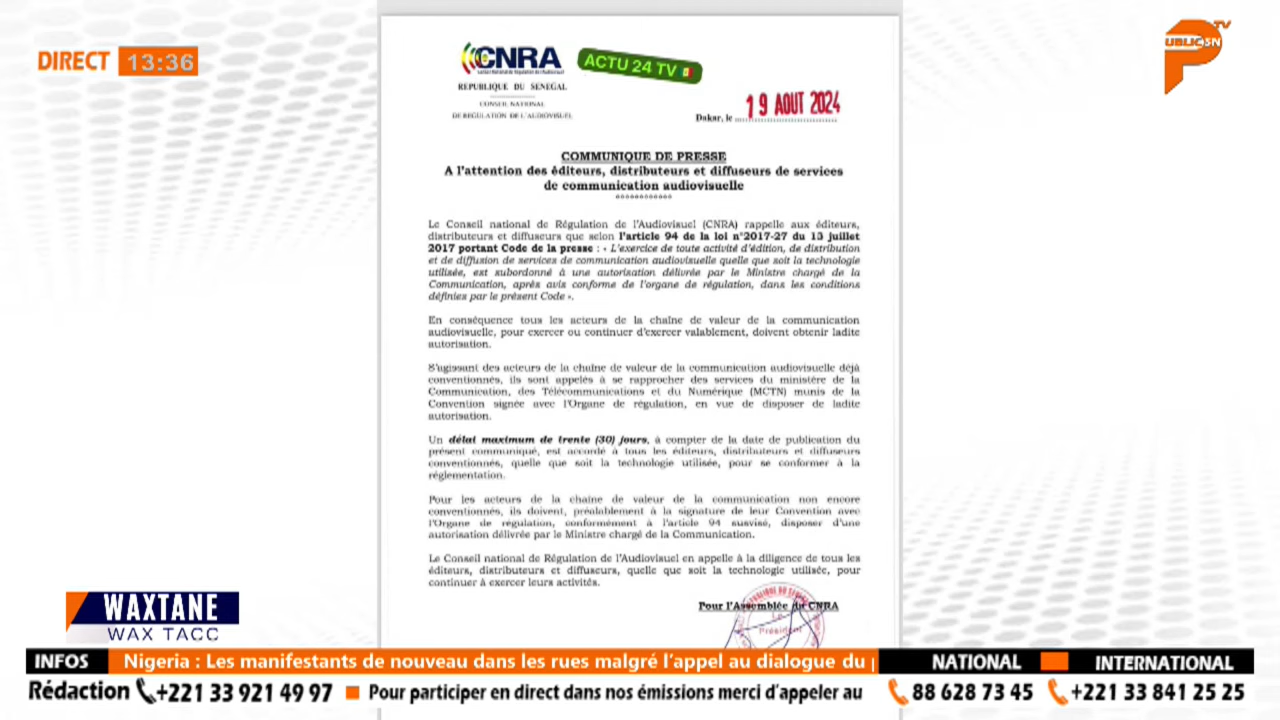 DIRECT 13:36
PUBLICSN TV
CNRA
Conseil National de Régulation de l'Audiovisuel
ACTU 24 TV
REPUBLIQUE DU SENEGAL
CONSEIL NATIONAL
DE REGULATION DE L'AUDIOVISUEL
Dakar, le 19 AOUT 2024
COMMUNIQUE DE PRESSE
A l'attention des éditeurs, distributeurs et diffuseurs de services
de communication audiovisuelle
************
Le Conseil national de Régulation de l'Audiovisuel (CNRA) rappelle aux éditeurs,
distributeurs et diffuseurs que selon l'article 94 de la loi n°2017-27 du 13 juillet
2017 portant Code de la presse : « L'exercice de toute activité d'édition, de distribution
et de diffusion de services de communication audiovisuelle quelle que soit la technologie
utilisée, est subordonné à une autorisation délivrée par le Ministre chargé de la
Communication, après avis conforme de l'organe de régulation, dans les conditions
définies par le présent Code ».
En conséquence tous les acteurs de la chaîne de valeur de la communication
audiovisuelle, pour exercer ou continuer d'exercer valablement, doivent obtenir ladite
autorisation.
S'agissant des acteurs de la chaîne de valeur de la communication audiovisuelle déjà
conventionnés, ils sont appelés à se rapprocher des services du ministère de la
Communication, des Télécommunications et du Numérique (MCTN) munis de la
Convention signée avec l'Organe de régulation, en vue de disposer de ladite
autorisation.
Un délai maximum de trente (30) jours, à compter de la date de publication du
présent communiqué, est accordé à tous les éditeurs, distributeurs et diffuseurs
conventionnés, quelle que soit la technologie utilisée, pour se conformer à la
réglementation.
Pour les acteurs de la chaîne de valeur de la communication non encore
conventionnés, ils doivent, préalablement à la signature de leur Convention avec
l'Organe de régulation, conformément à l'article 94 susvisé, disposer d'une
autorisation délivrée par le Ministre chargé de la Communication.
Le Conseil national de Régulation de l'Audiovisuel en appelle à la diligence de tous les
éditeurs, distributeurs et diffuseurs, quelle que soit la technologie utilisée, pour
continuer à exercer leurs activités.
Pour l'Assemblée du CNRA
Le
Président
WAXTANE
WAX TACC
INFOS Nigeria : Les manifestants de nouveau dans les rues malgré l'appel au dialogue du NATIONAL INTERNATIONAL
Rédaction +221 33 921 49 97 Pour participer en direct dans nos émissions merci d'appeler au 88 628 73 45 +221 33 841 25 25